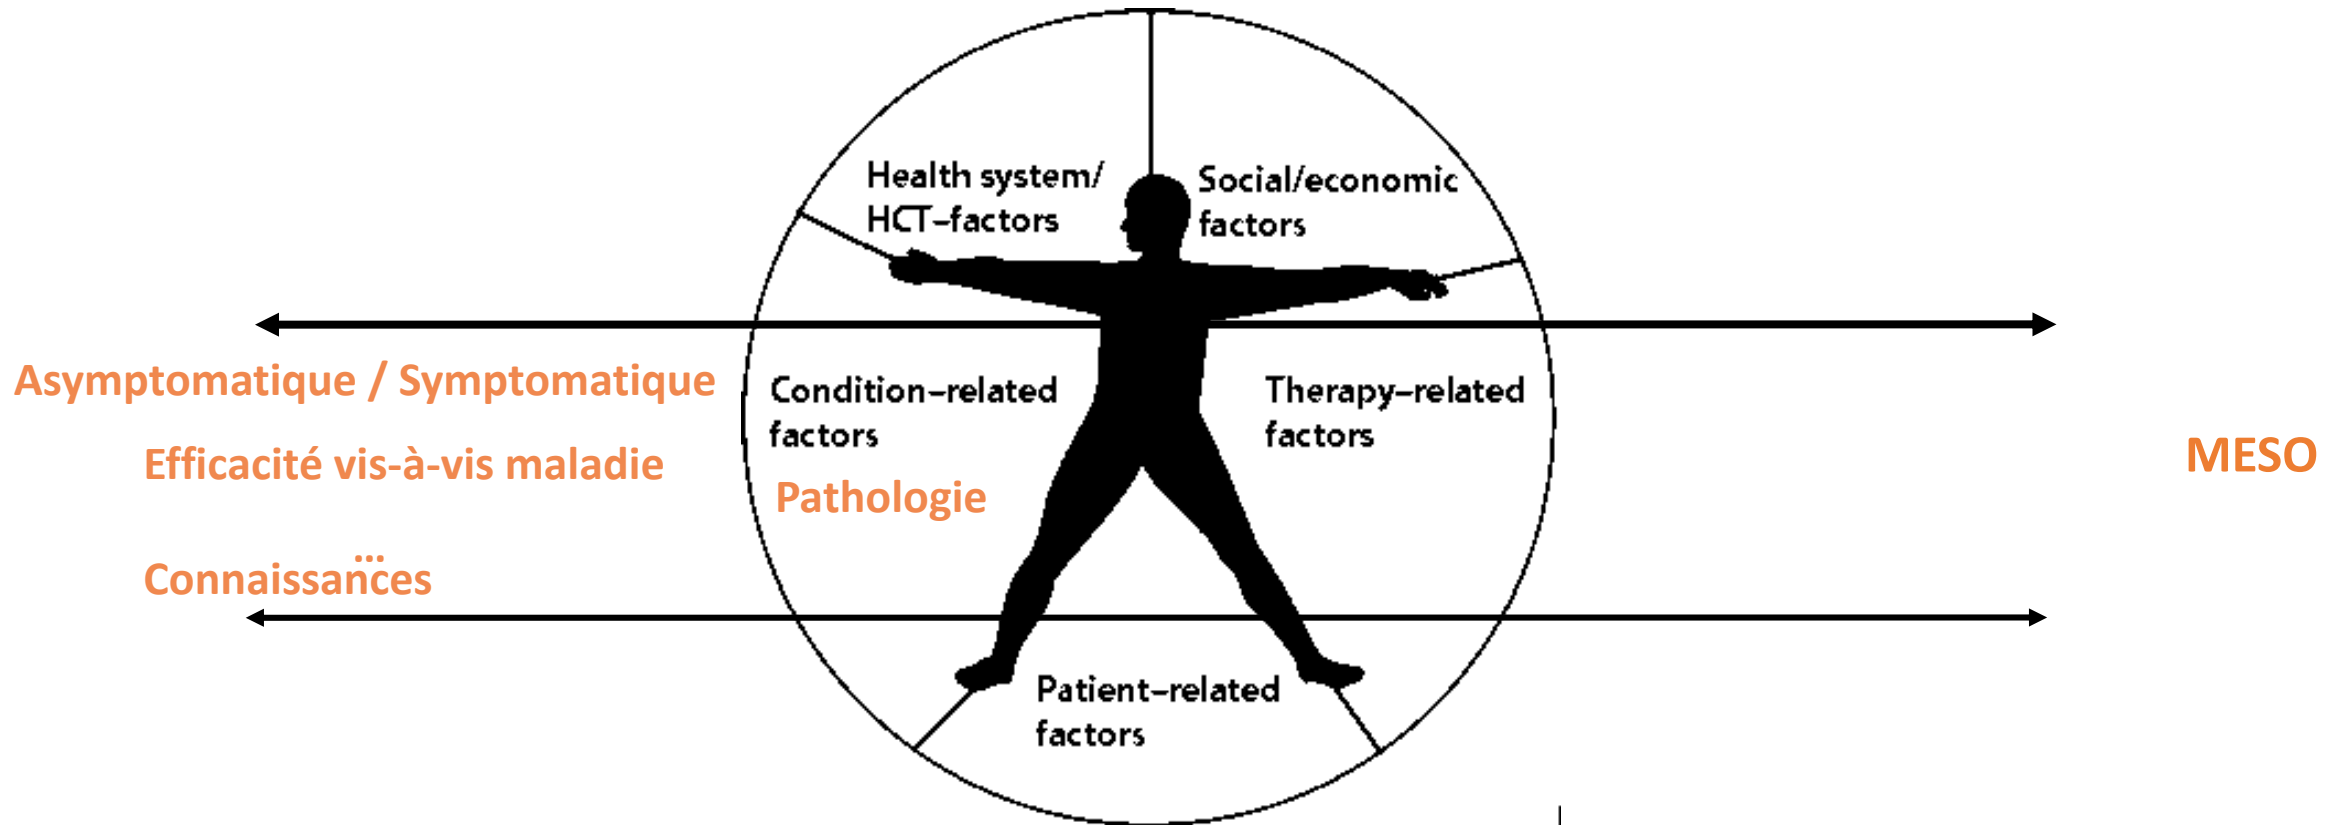 Health system/
HCT-factors
Social/economic
factors
Asymptomatique / Symptomatique
Efficacité vis-à-vis maladie
...
Connaissances
Condition-related
factors
Pathologie
Therapy-related
factors
MESO
Patient-related
factors